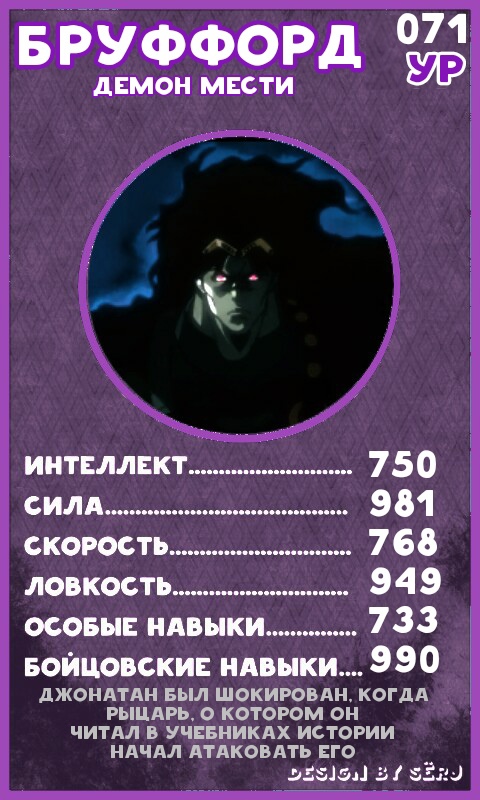 БРУФФОРД
071
УР
ДЕМОН МЕСТИ
ИНТЕЛЛЕКТ.............................. 750
СИЛА............................................. 981
СКОРОСТЬ................................. 768
ЛОВКОСТЬ................................ 949
ОСОБЫЕ НАВЫКИ................ 733
БОЙЦОВСКИЕ НАВЫКИ.... 990
ДЖОНАТАН БЫЛ ШОКИРОВАН, КОГДА
РЫЦАРЬ, О КОТОРОМ ОН
ЧИТАЛ В УЧЕБНИКАХ ИСТОРИИ
НАЧАЛ АТАКОВАТЬ ЕГО
DESIGN BY SЁRJ